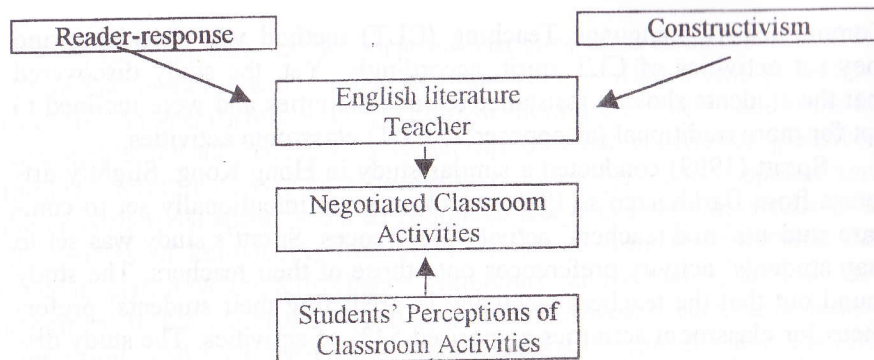 Reader-response
Constructivism
English literature
Teacher
Negotiated Classroom
Activities
Students' Perceptions of
Classroom Activities